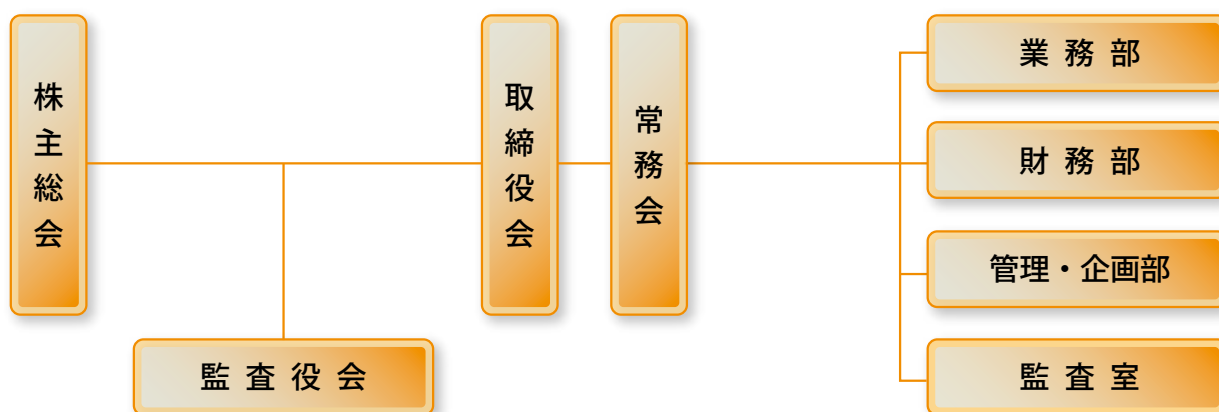 株主総会
取締役会
常務会
監査役会
業務部
財務部
管理・企画部
監査室